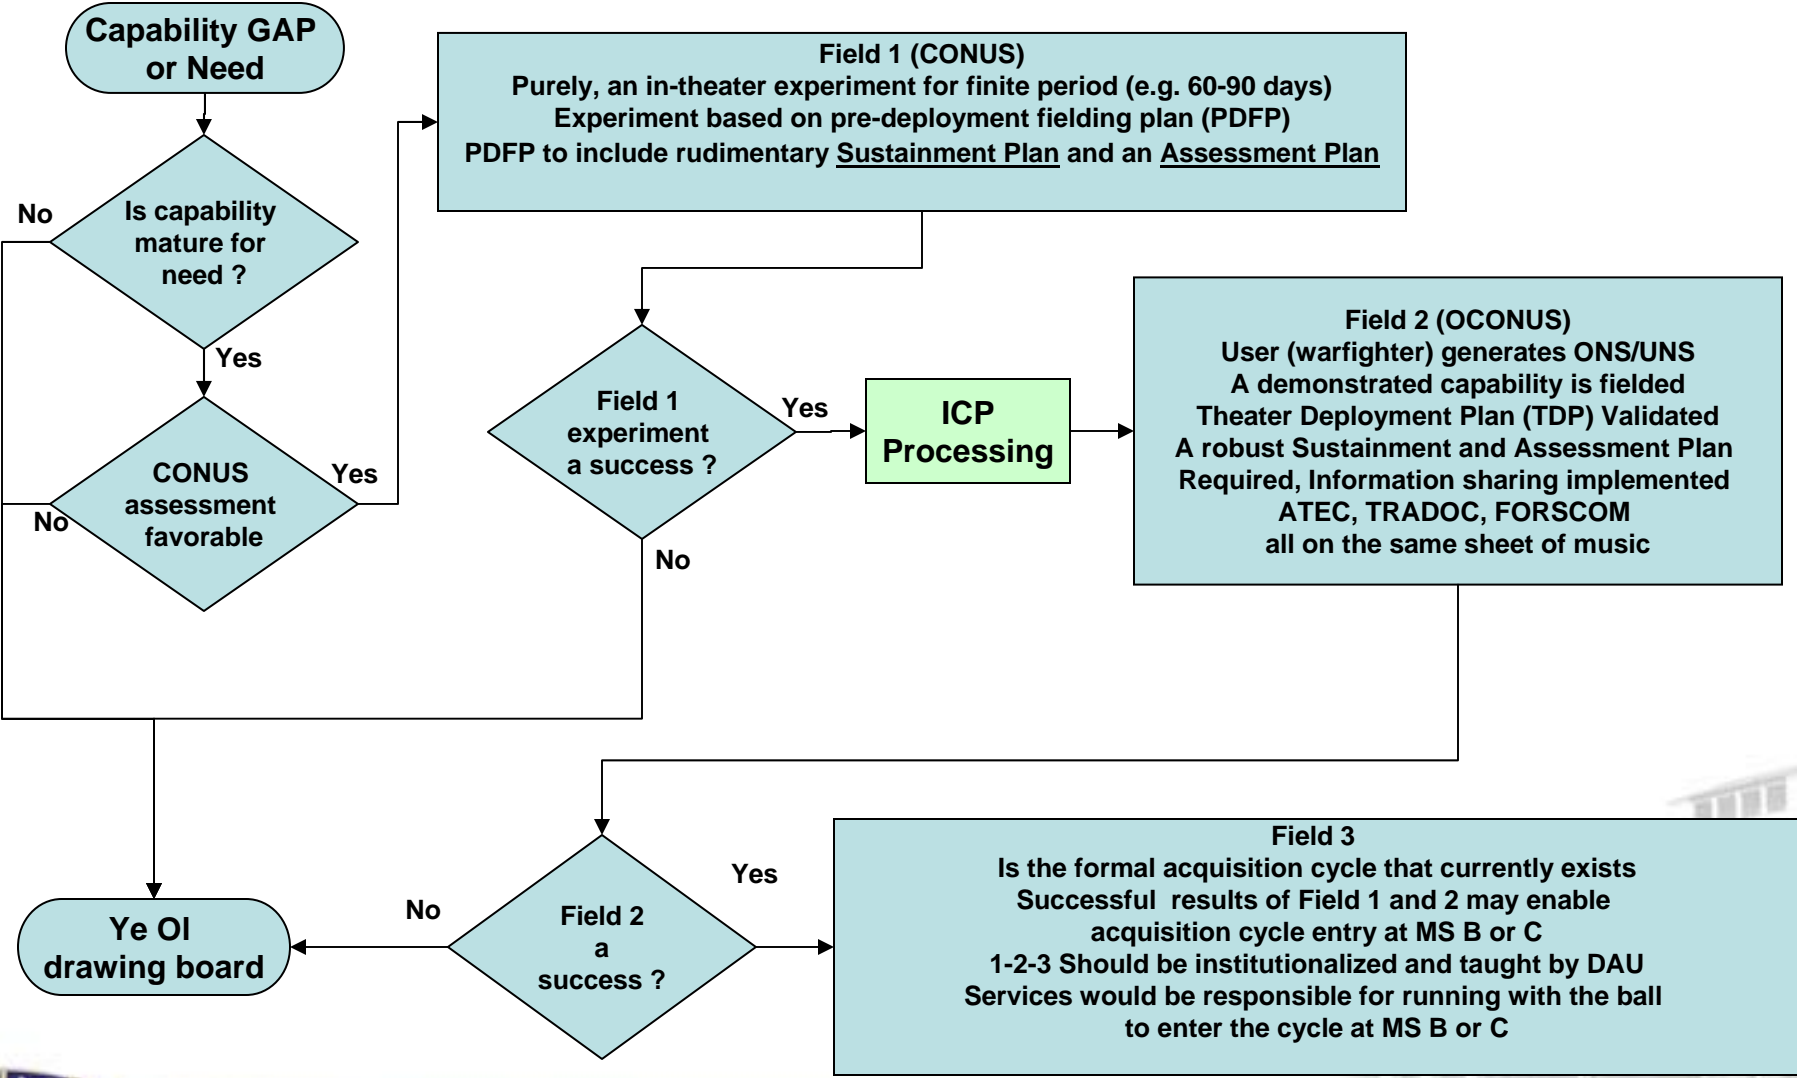 Capability GAP
or Need
Is capability
mature for
need ?
No
Yes
CONUS
assessment
favorable
No
Yes
Field 1 (CONUS)
Purely, an in-theater experiment for finite period (e.g. 60-90 days)
Experiment based on pre-deployment fielding plan (PDFP)
PDFP to include rudimentary Sustainment Plan and an Assessment Plan
Field 1
experiment
a success ?
Yes
No
ICP
Processing
Field 2 (OCONUS)
User (warfighter) generates ONS/UNS
A demonstrated capability is fielded
Theater Deployment Plan (TDP) Validated
A robust Sustainment and Assessment Plan
Required, Information sharing implemented
ATEC, TRADOC, FORSCOM
all on the same sheet of music
Field 2
a
success ?
No
Yes
Ye Ol
drawing board
Field 3
Is the formal acquisition cycle that currently exists
Successful results of Field 1 and 2 may enable
acquisition cycle entry at MS B or C
1-2-3 Should be institutionalized and taught by DAU
Services would be responsible for running with the ball
to enter the cycle at MS B or C